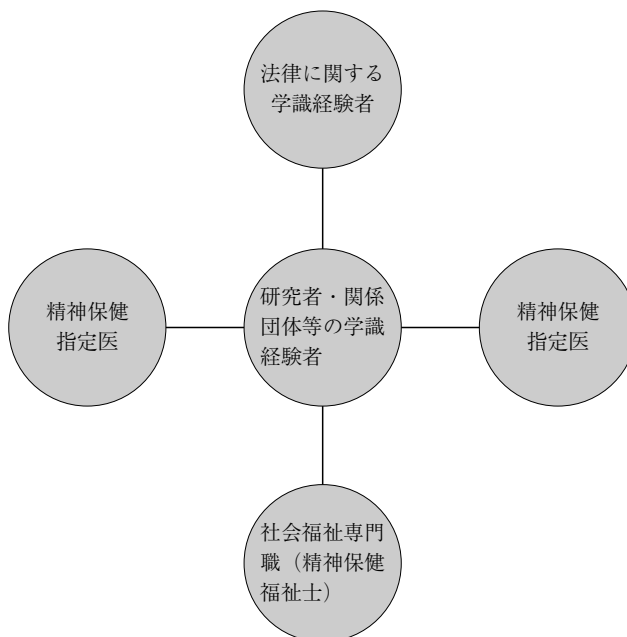 法律に関する
学識経験者
精神保健
指定医
研究者・関係
団体等の学識
経験者
精神保健
指定医
社会福祉専門
職（精神保健
福祉士）